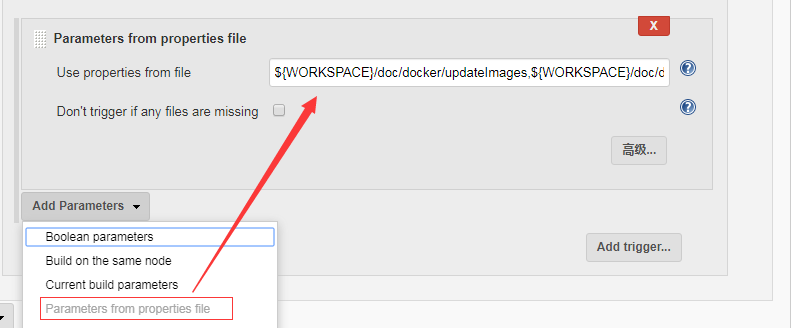 X
Parameters from properties file
Use properties from file
${WORKSPACE}/doc/docker/updateImages,${WORKSPACE}/doc/d
Don't trigger if any files are missing
高级...
Add Parameters
Boolean parameters
Build on the same node
Add trigger...
Current build parameters
Parameters from properties file